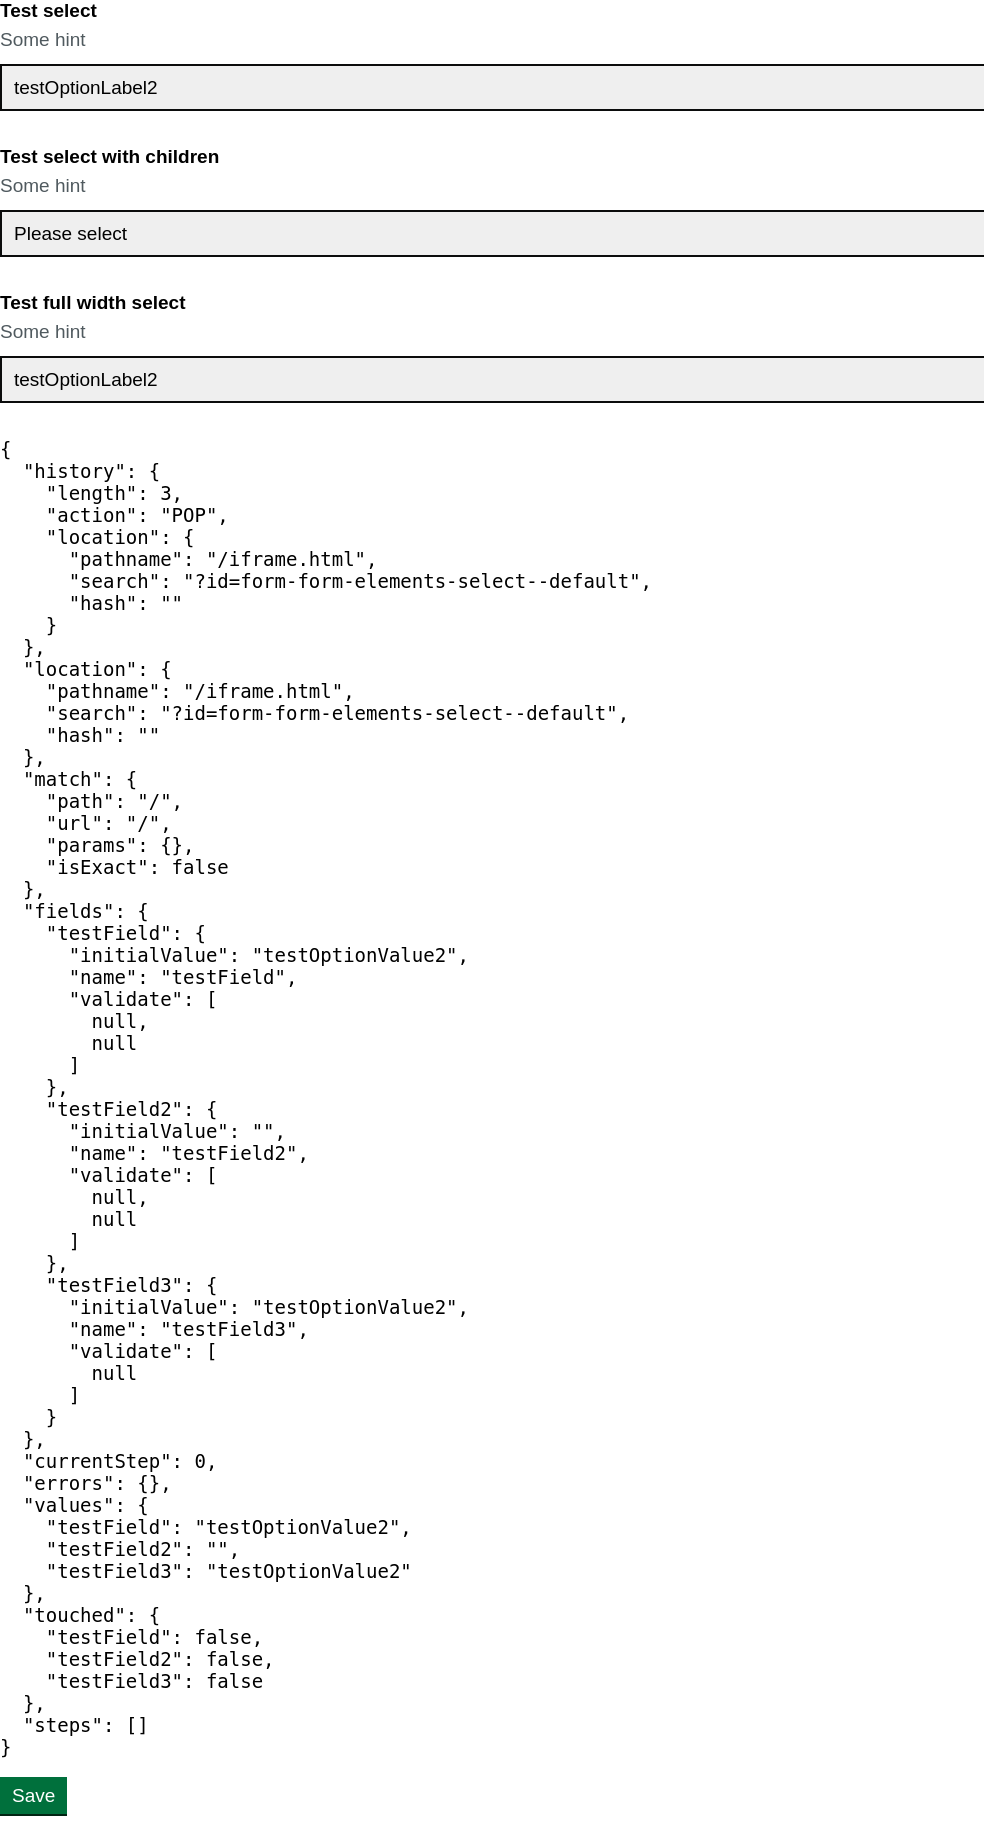 Test select
Some hint
testOptionLabel2
Test select with children
Some hint
Please select
Test full width select
Some hint
testOptionLabel2
{
  "history": {
    "length": 3,
    "action": "POP",
    "location": {
      "pathname": "/iframe.html",
      "search": "?id=form-form-elements-select--default",
      "hash": ""
    }
  },
  "location": {
    "pathname": "/iframe.html",
    "search": "?id=form-form-elements-select--default",
    "hash": ""
  },
  "match": {
    "path": "/",
    "url": "/",
    "params": {},
    "isExact": false
  },
  "fields": {
    "testField": {
      "initialValue": "testOptionValue2",
      "name": "testField",
      "validate": [
        null,
        null
      ]
    },
    "testField2": {
      "initialValue": "",
      "name": "testField2",
      "validate": [
        null,
        null
      ]
    },
    "testField3": {
      "initialValue": "testOptionValue2",
      "name": "testField3",
      "validate": [
        null
      ]
    }
  },
  "currentStep": 0,
  "errors": {},
  "values": {
    "testField": "testOptionValue2",
    "testField2": "",
    "testField3": "testOptionValue2"
  },
  "touched": {
    "testField": false,
    "testField2": false,
    "testField3": false
  },
  "steps": []
}
Save